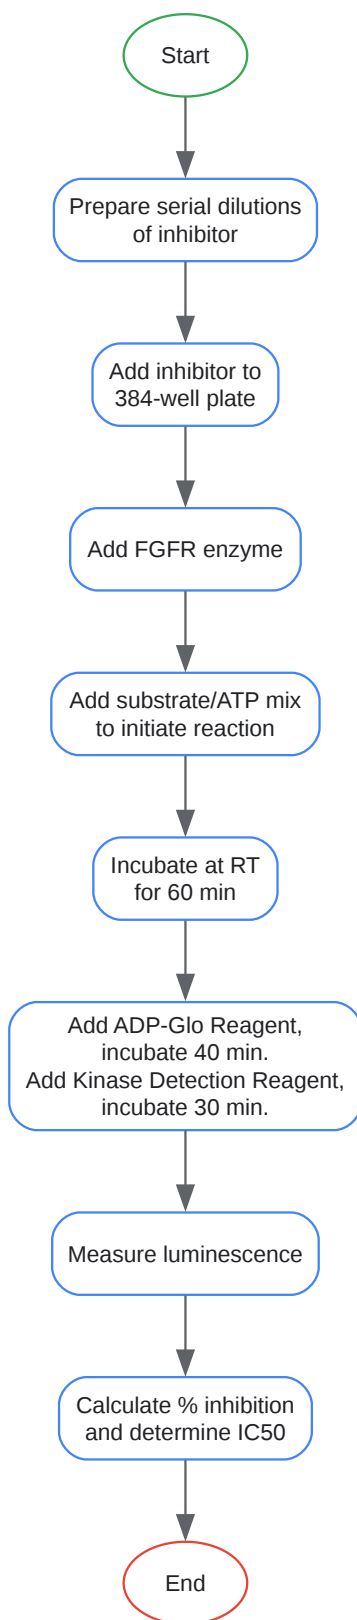 Start
Prepare serial dilutions
of inhibitor
Add inhibitor to
384-well plate
Add FGFR enzyme
Add substrate/ATP mix
to initiate reaction
Incubate at RT
for 60 min
Add ADP-Glo Reagent,
incubate 40 min.
Add Kinase Detection Reagent,
incubate 30 min.
Measure luminescence
Calculate % inhibition
and determine IC50
End